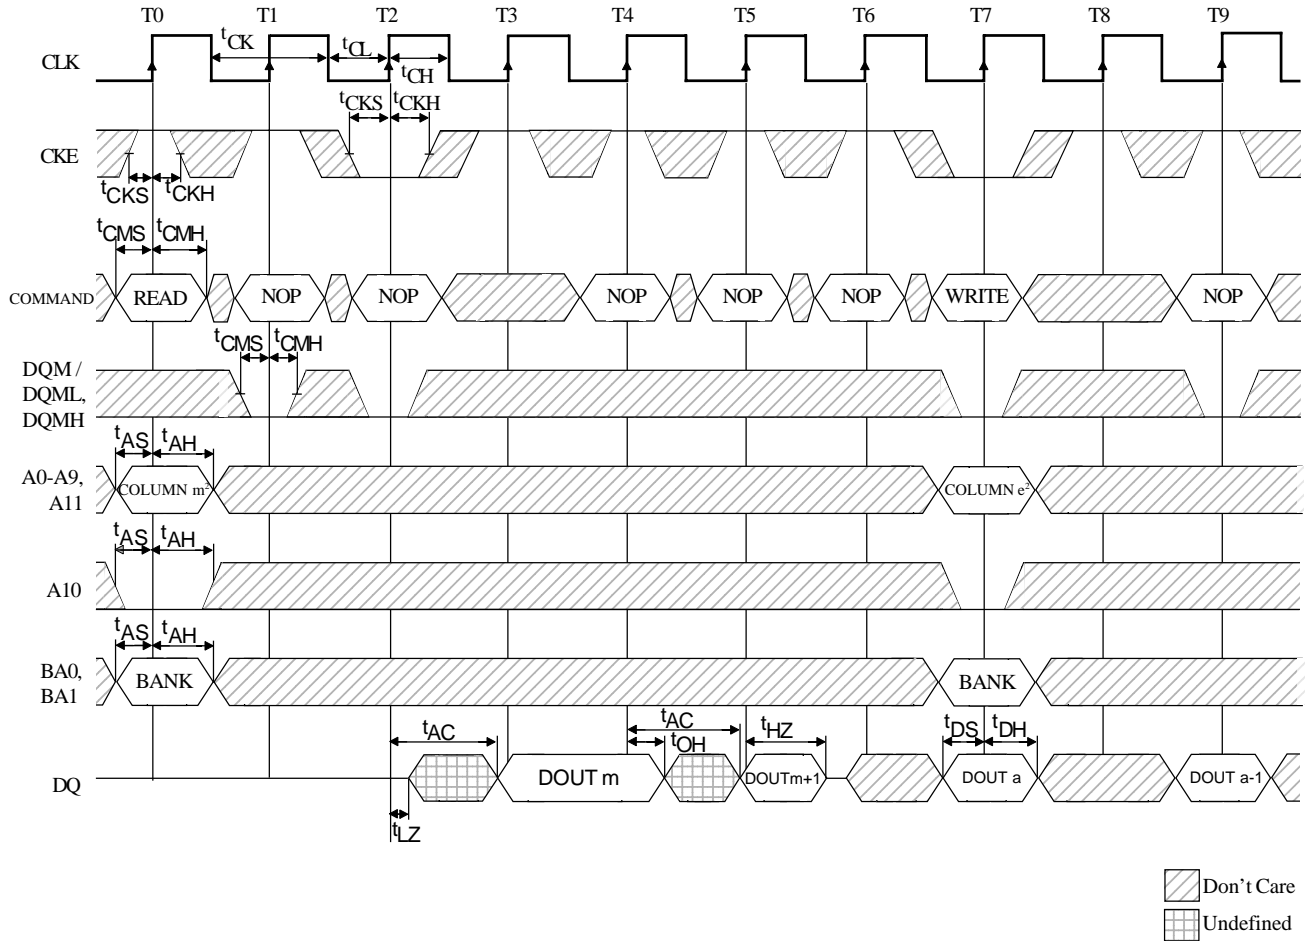 T0 T1 T2 T3 T4 T5 T6 T7 T8 T9
CLK
tCK tCL tCH
tCKS tCKH
CKE
tCKS tCKH
tCMS tCMH
COMMAND READ NOP NOP NOP NOP NOP WRITE NOP
tCMS tCMH
DQM /
DQML,
DQMH
tAS tAH
A0-A9,
A11
COLUMN m² COLUMN e²
tAS tAH
A10
tAS tAH
BA0,
BA1
BANK BANK
tAC tAC tOH tHZ tDS tDH
DQ DOUT m DOUTm+1 DOUT a DOUT a-1
tLZ
Don't Care
Undefined